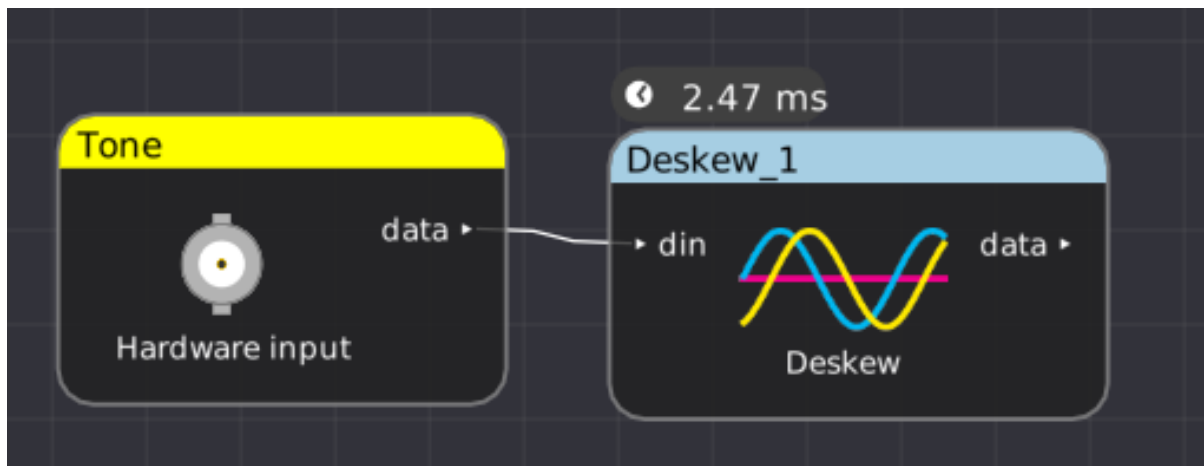 Tone
data
Hardware input
2.47 ms
Deskew_1
din
data
Deskew